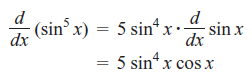 d/dx (sin⁵ x) = 5 sin⁴ x · d/dx sin x
= 5 sin⁴ x cos x